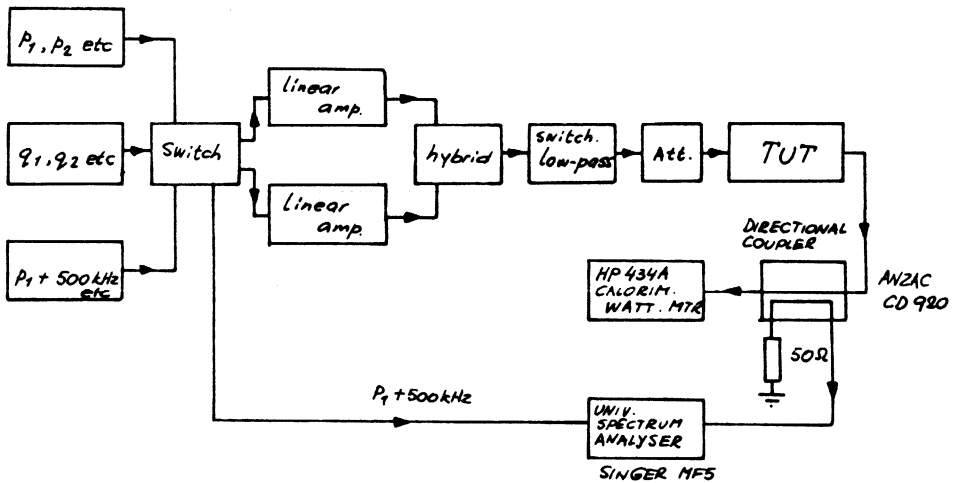 P₁, P₂ etc
q₁, q₂ etc
P₁ + 500kHz
etc
Switch
linear
amp.
linear
amp.
hybrid
switch.
low-pass
Att.
TUT
DIRECTIONAL
COUPLER
ANZAC
CD 920
HP 434A
CALORIM.
WATT. MTR
50Ω
P₁ + 500kHz
UNIV.
SPECTRUM
ANALYSER
SINGER MF5